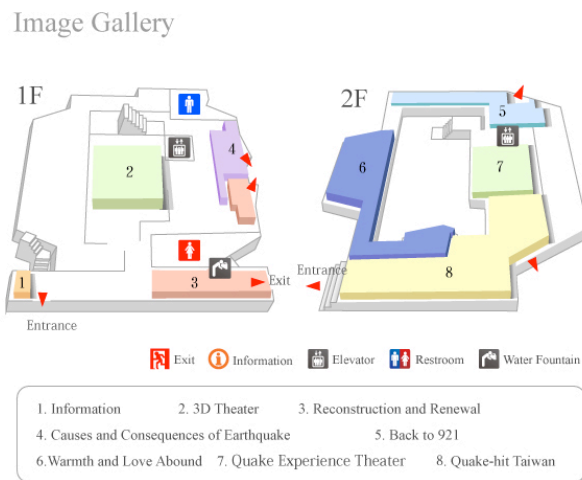 Image Gallery
1F
2F
5
4
6
2
7
Entrance
8
1
3
Exit
Entrance
Exit
Information
Elevator
Restroom
Water Fountain
1. Information 2. 3D Theater 3. Reconstruction and Renewal
4. Causes and Consequences of Earthquake 5. Back to 921
6.Warmth and Love Abound 7. Quake Experience Theater 8. Quake-hit Taiwan